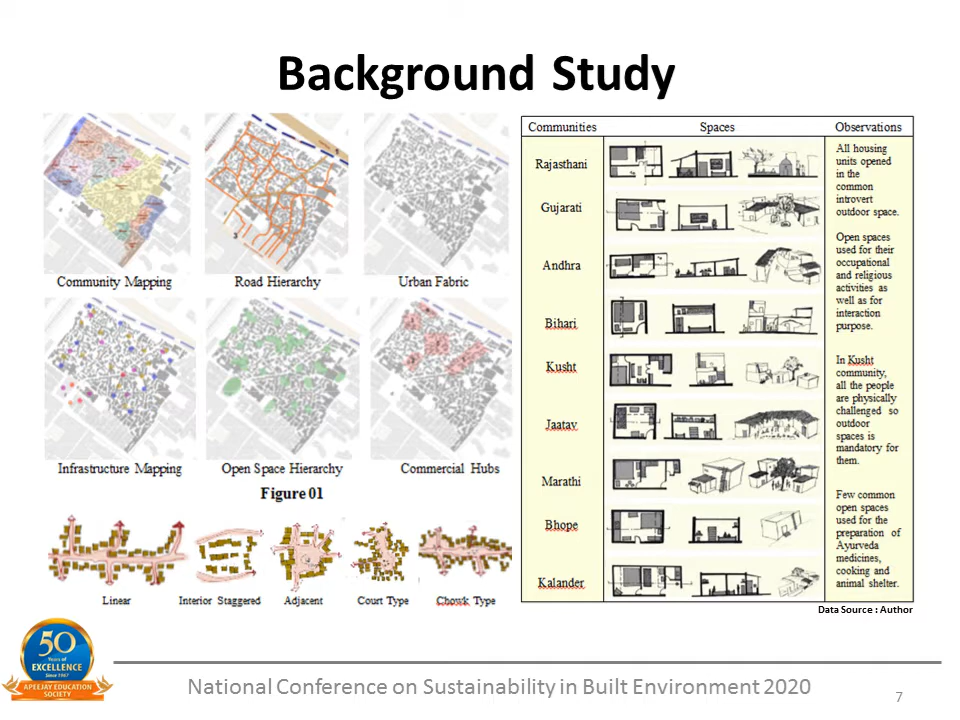 Background Study
Community Mapping
Road Hierarchy
Urban Fabric
Infrastructure Mapping
Open Space Hierarchy
Commercial Hubs
Figure 01
Linear
Interior Staggered
Adjacent
Court Type
Chowk Type
Communities
Spaces
Observations
Rajasthani
Gujarati
Andhra
Bihari
Kusht
Jaatav
Marathi
Bhope
Kalander
All housing
units opened
in the
common
introvert
outdoor space.
Open spaces
used for their
occupational
and religious
activities as
well as for
interaction
purpose.
In Kusht
community,
all the people
are physically
challenged so
outdoor
spaces is
mandatory for
them.
Few common
open spaces
used for the
preparation of
Ayurveda
medicines,
cooking and
animal shelter.
Data Source : Author
50
Years of
EXCELLENCE
Since 1967
APEEJAY EDUCATION
SOCIETY
National Conference on Sustainability in Built Environment 2020
7